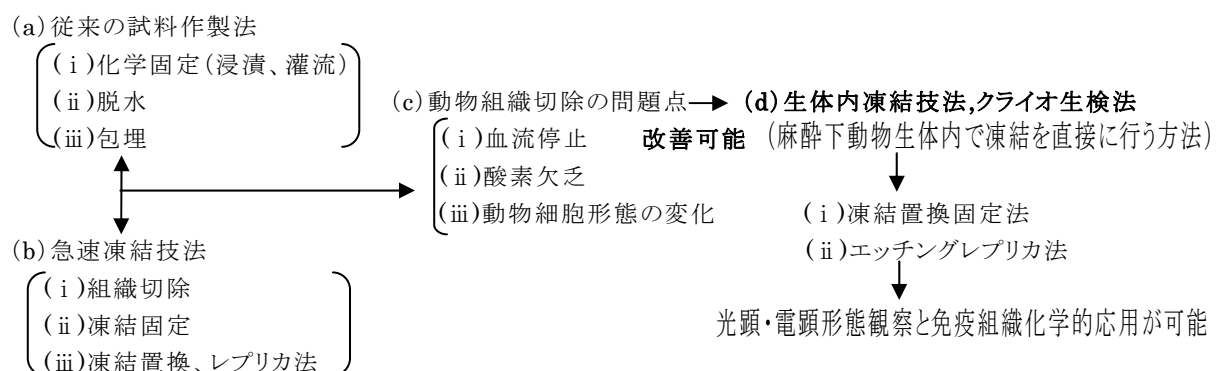 (a)従来の試料作製法
(ⅰ)化学固定(浸漬、灌流)
(ⅱ)脱水
(ⅲ)包埋
(b)急速凍結技法
(ⅰ)組織切除
(ⅱ)凍結固定
(ⅲ)凍結置換、レプリカ法
(c)動物組織切除の問題点
(ⅰ)血流停止
(ⅱ)酸素欠乏
(ⅲ)動物細胞形態の変化
改善可能
(d)生体内凍結技法,クライオ生検法
(麻酔下動物生体内で凍結を直接に行う方法)
(ⅰ)凍結置換固定法
(ⅱ)エッチングレプリカ法
光顕・電顕形態観察と免疫組織化学的応用が可能